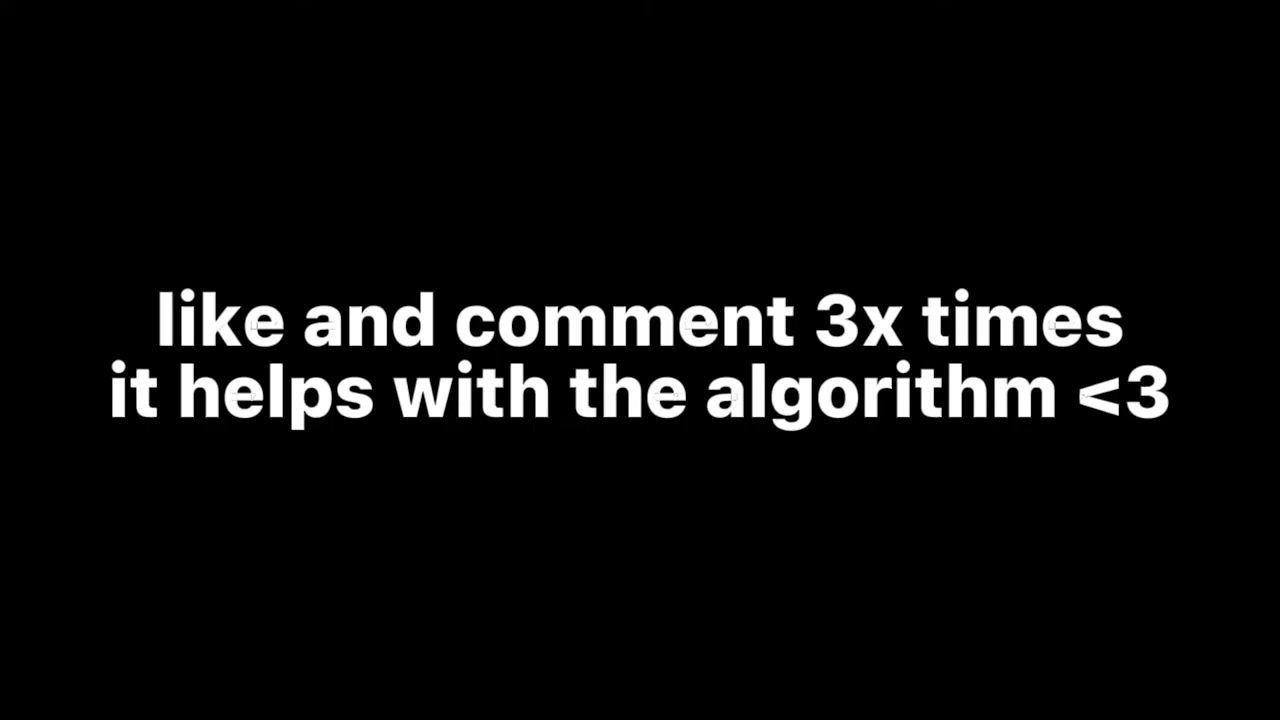 like and comment 3x times
it helps with the algorithm <3